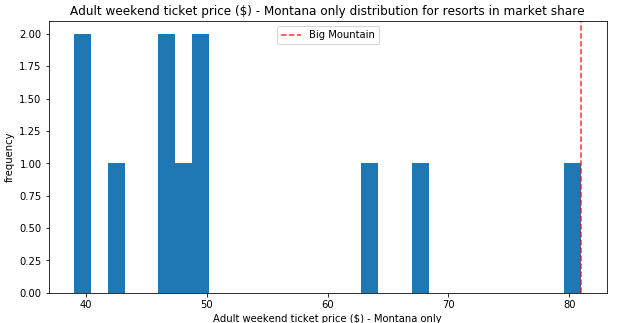 Adult weekend ticket price ($) - Montana only distribution for resorts in market share
Big Mountain
2.00
1.75
1.50
1.25
1.00
0.75
0.50
0.25
0.00
frequency
40 50 60 70 80
Adult weekend ticket price ($) - Montana only